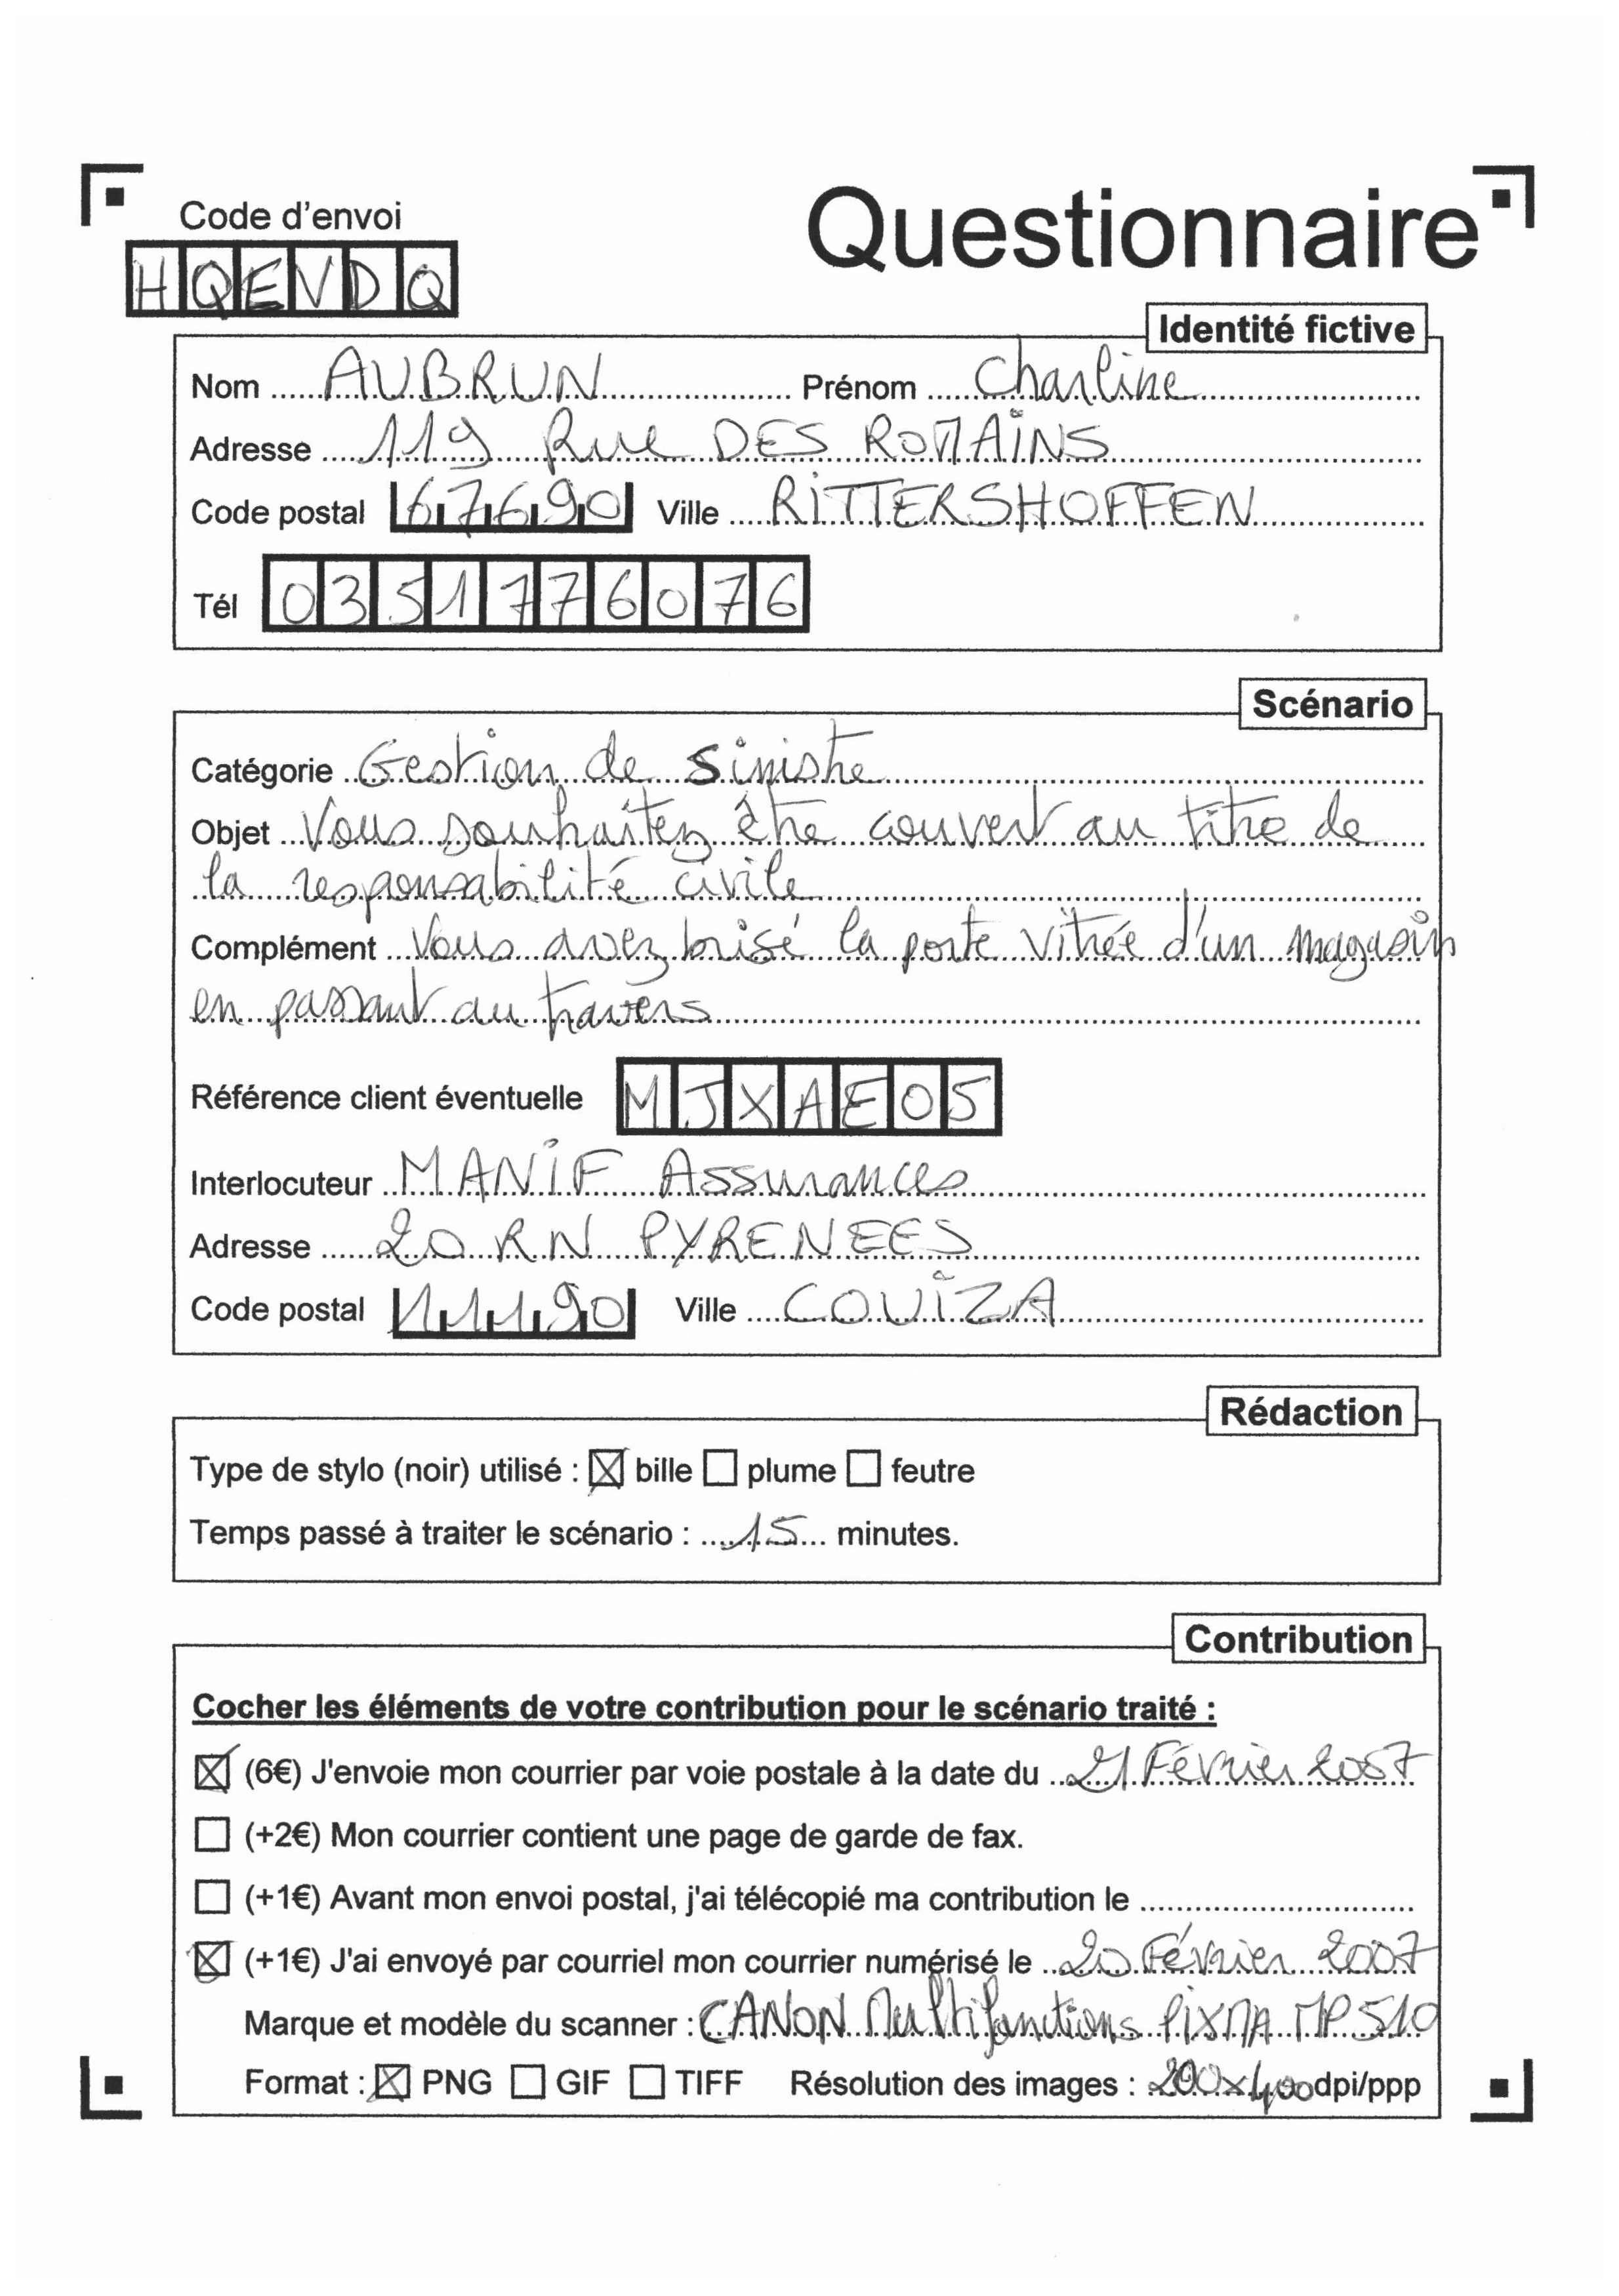 Code d'envoi
HQEVDQ
Questionnaire
Identité fictive
Nom AUBRUN Prénom Charline
Adresse 119 Rue DES ROMAINS
Code postal 67690 Ville RITTERSHOFFEN
Tél 0351776076
Scénario
Catégorie Gestion de sinistre
Objet Vous souhaitez être couvert au titre de
la responsabilité civile
Complément Vous avez brisé la porte vitrée d'un magasin
en passant au travers
Référence client éventuelle MJXAE05
Interlocuteur MANIF Assurances
Adresse 20 RN PYRENEES
Code postal 11190 Ville COUIZA
Rédaction
Type de stylo (noir) utilisé : ☒ bille ☐ plume ☐ feutre
Temps passé à traiter le scénario : 15 minutes.
Contribution
Cocher les éléments de votre contribution pour le scénario traité :
☒ (6€) J'envoie mon courrier par voie postale à la date du 21 Février 2007
☐ (+2€) Mon courrier contient une page de garde de fax.
☐ (+1€) Avant mon envoi postal, j'ai télécopié ma contribution le
☒ (+1€) J'ai envoyé par courriel mon courrier numérisé le 20 Février 2007
Marque et modèle du scanner : CANON Multifonctions PIXMA MP510
Format : ☒ PNG ☐ GIF ☐ TIFF Résolution des images : 200x400 dpi/ppp